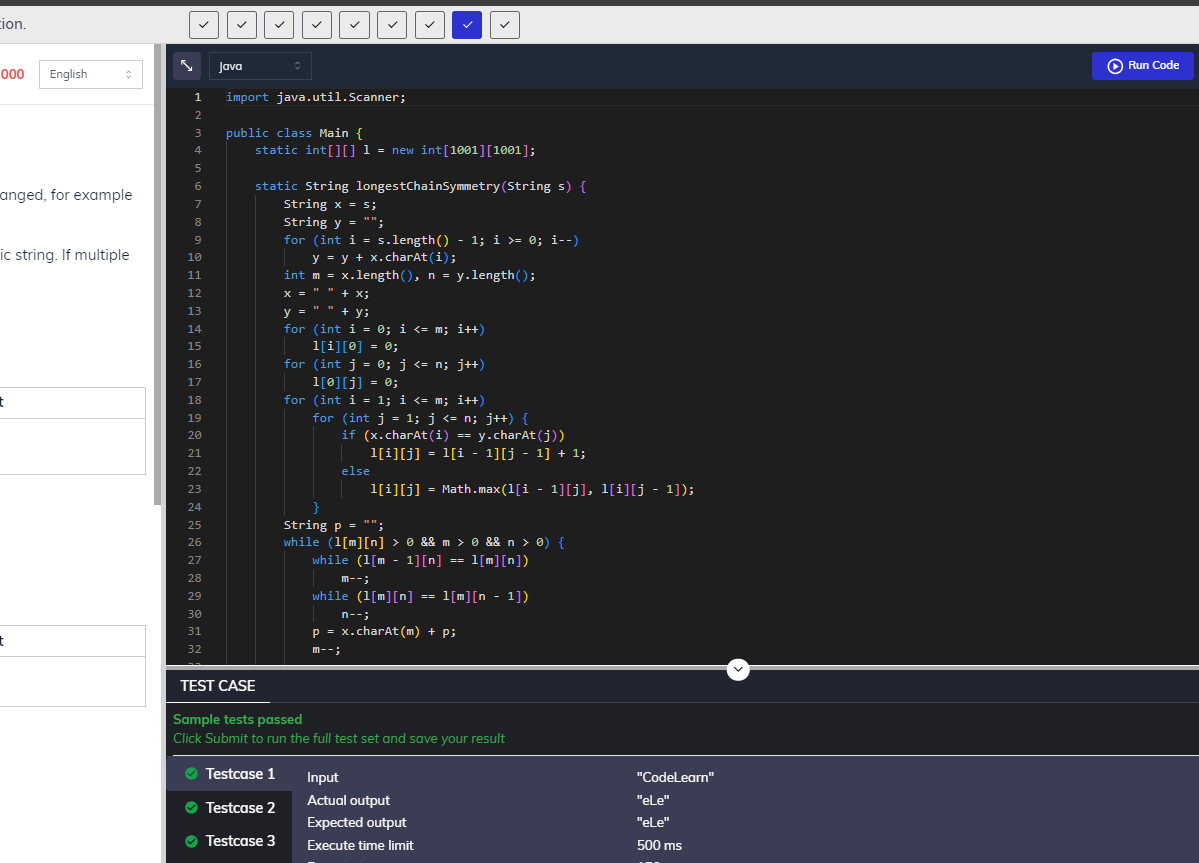 tion.
000
English
Java
Run Code
anged, for example
ic string. If multiple
t
t
1 import java.util.Scanner;
2
3 public class Main {
4 static int[][] l = new int[1001][1001];
5
6 static String longestChainSymmetry(String s) {
7 String x = s;
8 String y = "";
9 for (int i = s.length() - 1; i >= 0; i--)
10 y = y + x.charAt(i);
11 int m = x.length(), n = y.length();
12 x = " " + x;
13 y = " " + y;
14 for (int i = 0; i <= m; i++)
15 l[i][0] = 0;
16 for (int j = 0; j <= n; j++)
17 l[0][j] = 0;
18 for (int i = 1; i <= m; i++)
19 for (int j = 1; j <= n; j++) {
20 if (x.charAt(i) == y.charAt(j))
21 l[i][j] = l[i - 1][j - 1] + 1;
22 else
23 l[i][j] = Math.max(l[i - 1][j], l[i][j - 1]);
24 }
25 String p = "";
26 while (l[m][n] > 0 && m > 0 && n > 0) {
27 while (l[m - 1][n] == l[m][n])
28 m--;
29 while (l[m][n] == l[m][n - 1])
30 n--;
31 p = x.charAt(m) + p;
32 m--;
TEST CASE
Sample tests passed
Click Submit to run the full test set and save your result
Testcase 1
Testcase 2
Testcase 3
Input "CodeLearn"
Actual output "eLe"
Expected output "eLe"
Execute time limit 500 ms